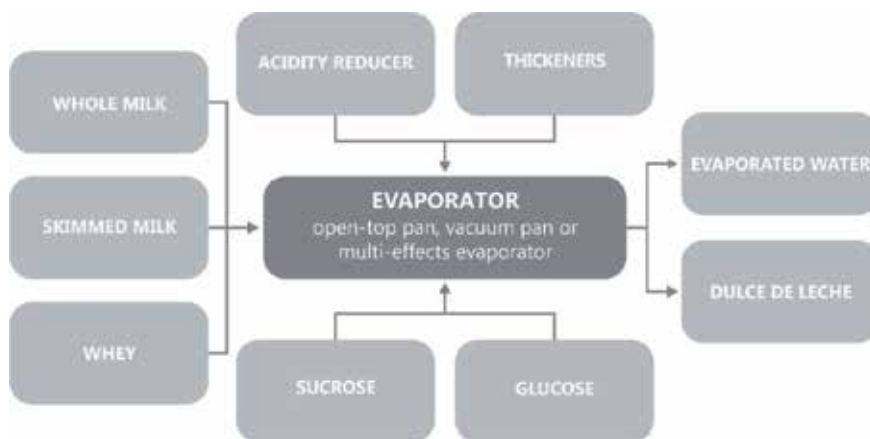 ACIDITY REDUCER
THICKENERS
WHOLE MILK
SKIMMED MILK
WHEY
EVAPORATOR
open-top pan, vacuum pan or
multi-effects evaporator
EVAPORATED WATER
DULCE DE LECHE
SUCROSE
GLUCOSE